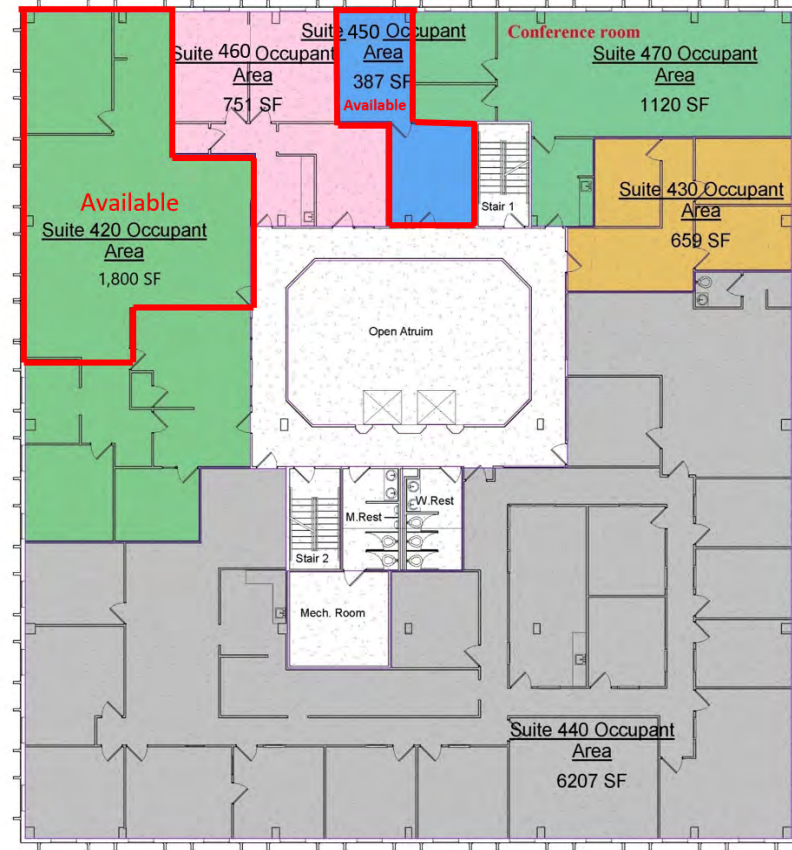 Conference room
Suite 450 Occupant
Area
387 SF
Available
Suite 460 Occupant
Area
751 SF
Suite 470 Occupant
Area
1120 SF
Available
Suite 420 Occupant
Area
1,800 SF
Stair 1
Suite 430 Occupant
Area
659 SF
Open Atruim
W.Rest
M.Rest
Stair 2
Mech. Room
Suite 440 Occupant
Area
6207 SF